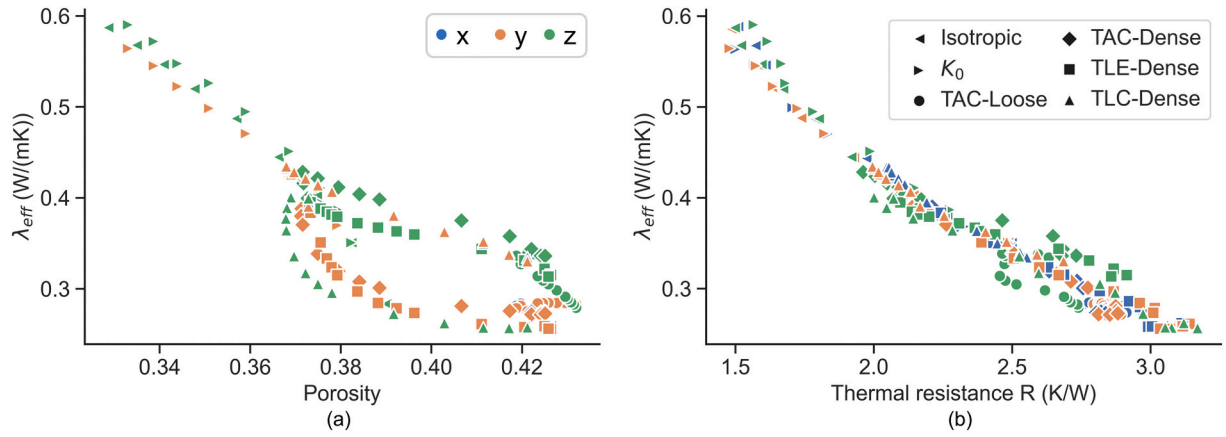 0.6
0.5
0.4
0.3
λeff (W/(mK))
x y z
0.34 0.36 0.38 0.40 0.42
Porosity
(a)
0.6
0.5
0.4
0.3
λeff (W/(mK))
Isotropic TAC-Dense
K0 TLE-Dense
TAC-Loose TLC-Dense
1.5 2.0 2.5 3.0
Thermal resistance R (K/W)
(b)